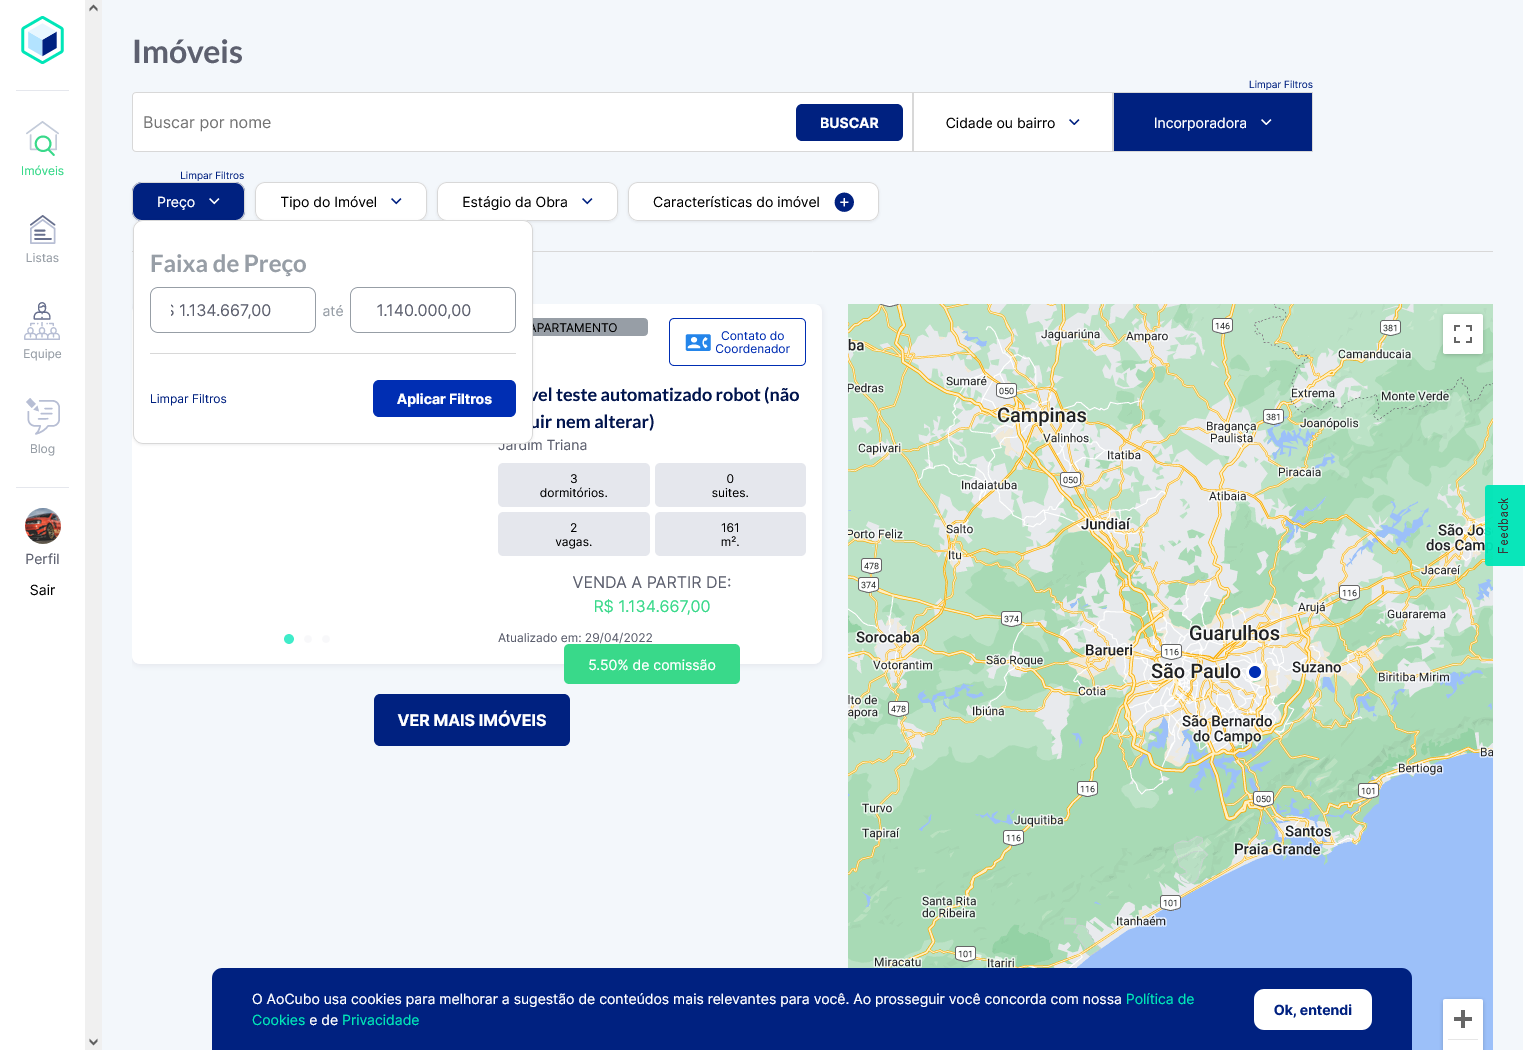 Imóveis
Limpar Filtros
Buscar por nome
BUSCAR
Cidade ou bairro
Incorporadora
Imóveis
Listas
Equipe
Blog
Perfil
Sair
Limpar Filtros
Preço
Tipo do Imóvel
Estágio da Obra
Características do imóvel
Faixa de Preço
1.134.667,00
até
1.140.000,00
Limpar Filtros
Aplicar Filtros
APARTAMENTO
Contato do
Coordenador
vel teste automatizado robot (não
uir nem alterar)
Jardim Triana
3
dormitórios.
0
suites.
2
vagas.
161
m².
VENDA A PARTIR DE:
R$ 1.134.667,00
Atualizado em: 29/04/2022
5.50% de comissão
VER MAIS IMÓVEIS
146
381
Jaguariúna
Amparo
ba
Camanducaia
Pedras
Sumaré
050
Extrema
Monte Verde
Campinas
381
Joanópolis
Valinhos
Bragança
Paulista
Capivari
Itatiba
Piracaia
050
Indaiatuba
Atibaia
Jundiaí
Salto
Porto Feliz
São Jo
dos Cam
Itu
478
Jacareí
374
116
Arujá
374
Guararema
Guarulhos
Sorocaba
Barueri
116
Votorantim
São Roque
São Paulo
Suzano
Biritiba Mirim
Cotia
lto de
apora
478
Ibiúna
São Bernardo
do Campo
Ba
Bertioga
116
050
101
Turvo
Juquitiba
Tapiraí
116
Santos
Praia Grande
Santa Rita
do Ribeira
101
Itanhaém
101
Miracatu
Itariri
Feedback
O AoCubo usa cookies para melhorar a sugestão de conteúdos mais relevantes para você. Ao prosseguir você concorda com nossa Política de
Cookies e de Privacidade
Ok, entendi